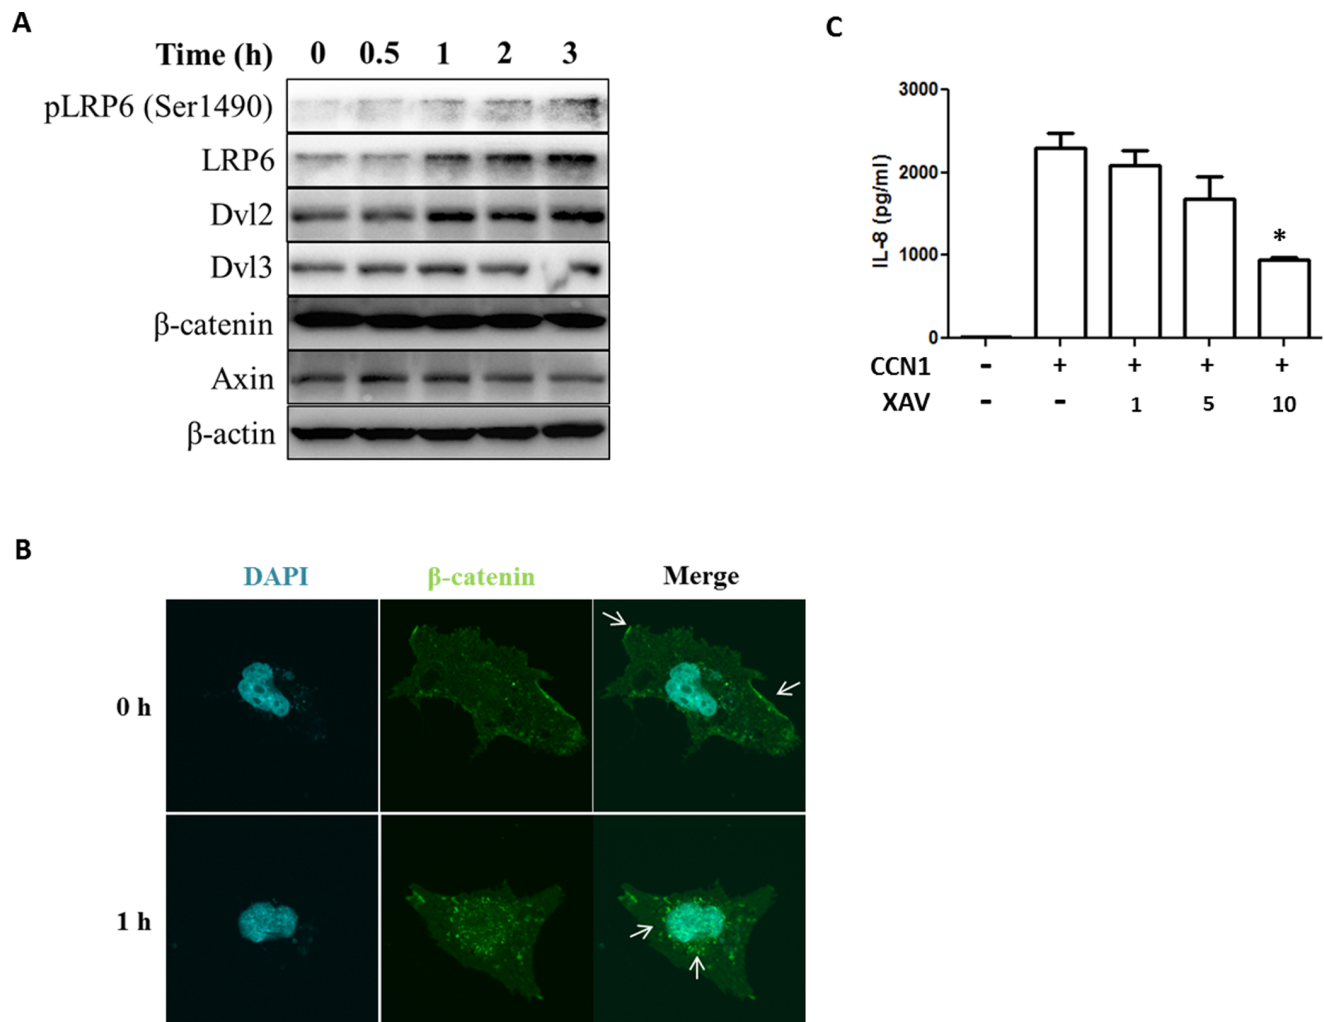 A
Time (h) 0 0.5 1 2 3
pLRP6 (Ser1490)
LRP6
Dvl2
Dvl3
β-catenin
Axin
β-actin
C
3000
2000
1000
0
IL-8 (pg/ml)
*
CCN1 - + + + +
XAV - - 1 5 10
B
DAPI β-catenin Merge
0 h
1 h